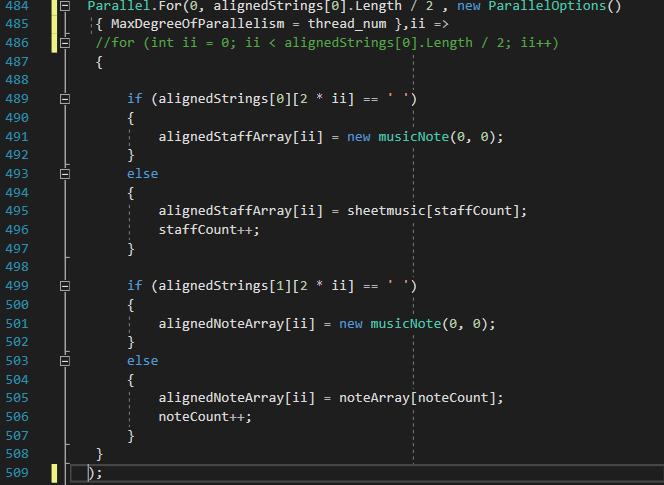 484 Parallel.For(0, alignedStrings[0].Length / 2 , new ParallelOptions()
485 { MaxDegreeOfParallelism = thread_num },ii =>
486 //for (int ii = 0; ii < alignedStrings[0].Length / 2; ii++)
487 {
488
489 if (alignedStrings[0][2 * ii] == ' ')
490 {
491 alignedStaffArray[ii] = new musicNote(0, 0);
492 }
493 else
494 {
495 alignedStaffArray[ii] = sheetmusic[staffCount];
496 staffCount++;
497 }
498
499 if (alignedStrings[1][2 * ii] == ' ')
500 {
501 alignedNoteArray[ii] = new musicNote(0, 0);
502 }
503 else
504 {
505 alignedNoteArray[ii] = noteArray[noteCount];
506 noteCount++;
507 }
508 }
509 );